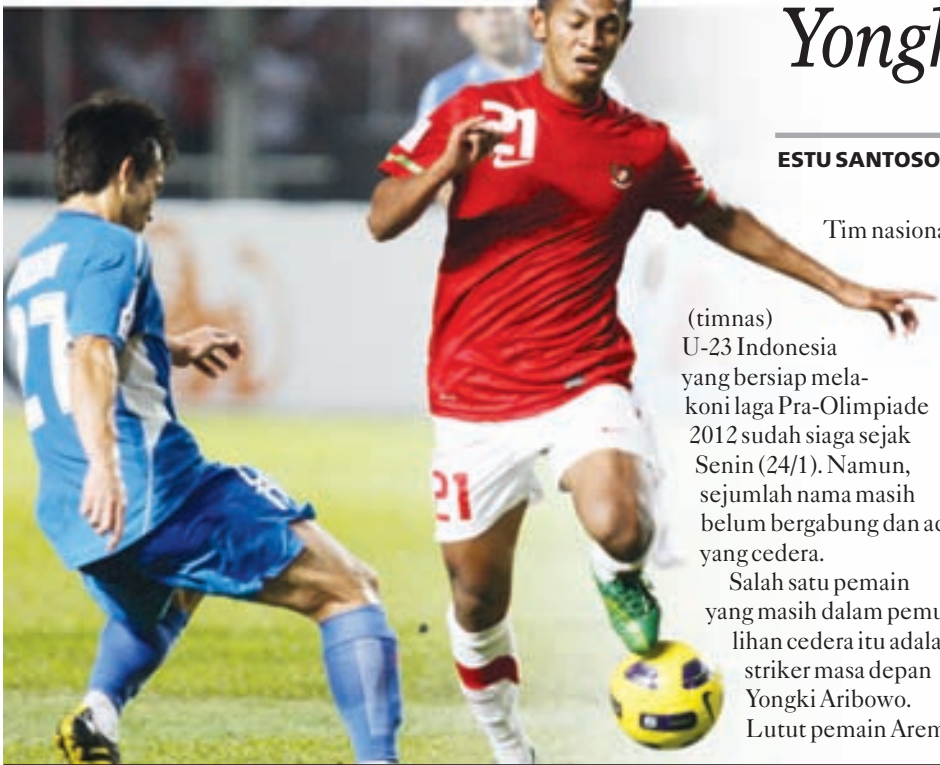 Yongk
ESTU SANTOSO
Tim nasiona
(timnas)
U-23 Indonesia
yang bersiap mela-
koni laga Pra-Olimpiade
2012 sudah siaga sejak
Senin (24/1). Namun,
sejumlah nama masih
belum bergabung dan ad
yang cedera.
Salah satu pemain
yang masih dalam pemu
lihan cedera itu adala
striker masa depan
Yongki Aribowo.
Lutut pemain Arem
21
21
27